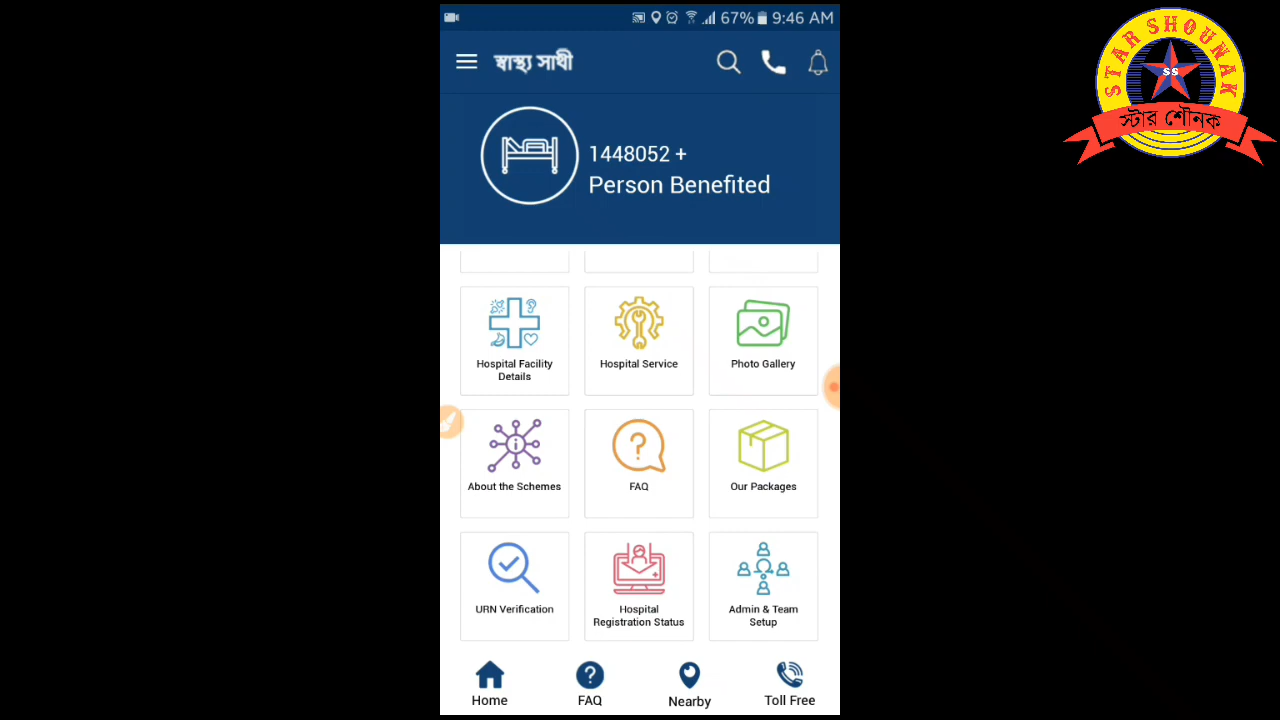 67% 9:46 AM
স্বাস্থ্য সাথী
1448052 +
Person Benefited
Hospital Facility
Details
Hospital Service
Photo Gallery
About the Schemes
FAQ
Our Packages
URN Verification
Hospital
Registration Status
Admin & Team
Setup
Home
FAQ
Nearby
Toll Free
STAR SHOUNAK
SS
স্টার শৌনক